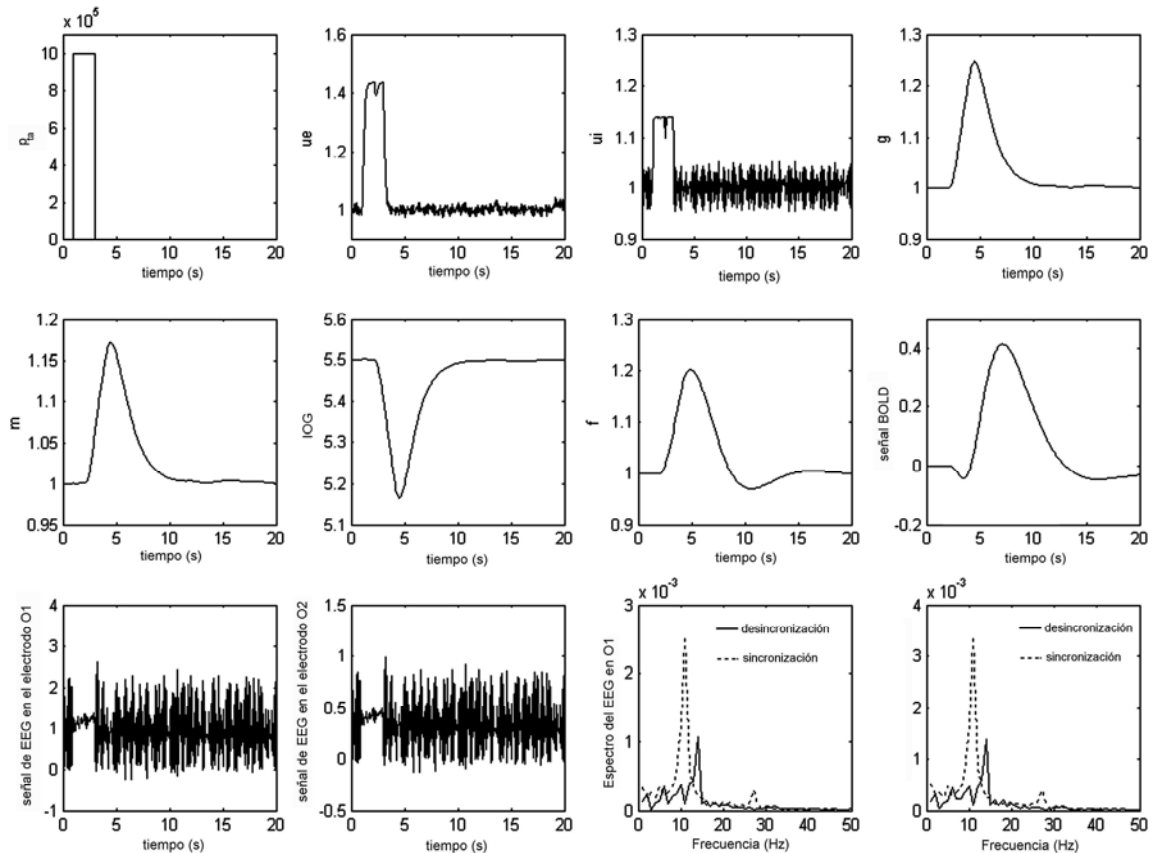 x 10⁵
10
8
6
4
2
0
p_ta
0 5 10 15 20
tiempo (s)
1.6
1.4
1.2
1
ue
0 5 10 15 20
tiempo (s)
1.3
1.2
1.1
1
0.9
ui
0 5 10 15 20
tiempo (s)
1.3
1.2
1.1
1
0.9
g
0 5 10 15 20
tiempo (s)
1.2
1.15
1.1
1.05
1
0.95
m
0 5 10 15 20
tiempo (s)
5.6
5.5
5.4
5.3
5.2
5.1
IOG
0 5 10 15 20
tiempo (s)
1.3
1.2
1.1
1
0.9
f
0 5 10 15 20
tiempo (s)
0.4
0.2
0
-0.2
señal BOLD
0 5 10 15 20
tiempo (s)
4
3
2
1
0
-1
señal de EEG en el electrodo O1
0 5 10 15 20
tiempo (s)
1.5
1
0.5
0
-0.5
señal de EEG en el electrodo O2
0 5 10 15 20
tiempo (s)
x 10⁻³
3
2
1
0
Espectro del EEG en O1
desincronización
sincronización
0 10 20 30 40 50
Frecuencia (Hz)
x 10⁻³
4
3
2
1
0
desincronización
sincronización
0 10 20 30 40 50
Frecuencia (Hz)